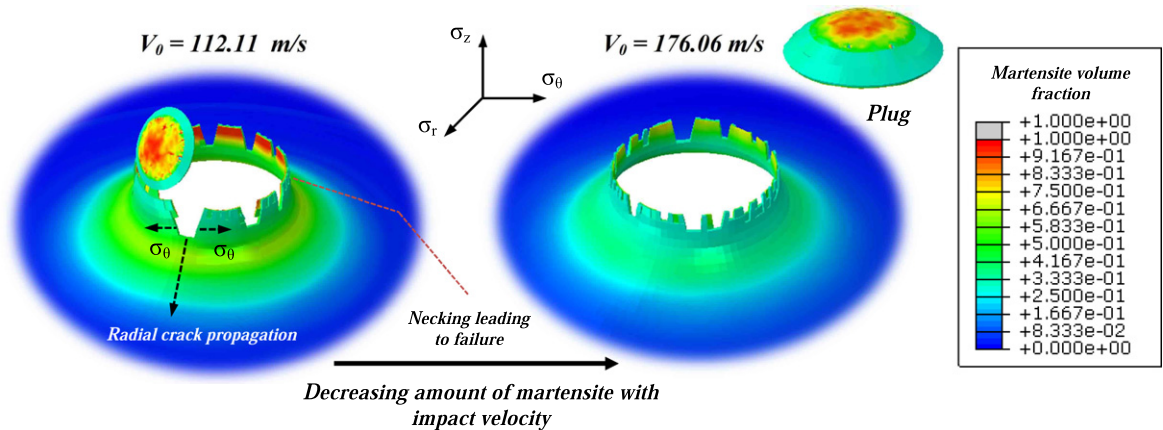 V₀ = 112.11 m/s
σz
σθ
σr
V₀ = 176.06 m/s
Plug
σθ
σθ
Radial crack propagation
Necking leading
to failure
Decreasing amount of martensite with
impact velocity
Martensite volume
fraction
+1.000e+00
+1.000e+00
+9.167e-01
+8.333e-01
+7.500e-01
+6.667e-01
+5.833e-01
+5.000e-01
+4.167e-01
+3.333e-01
+2.500e-01
+1.667e-01
+8.333e-02
+0.000e+00